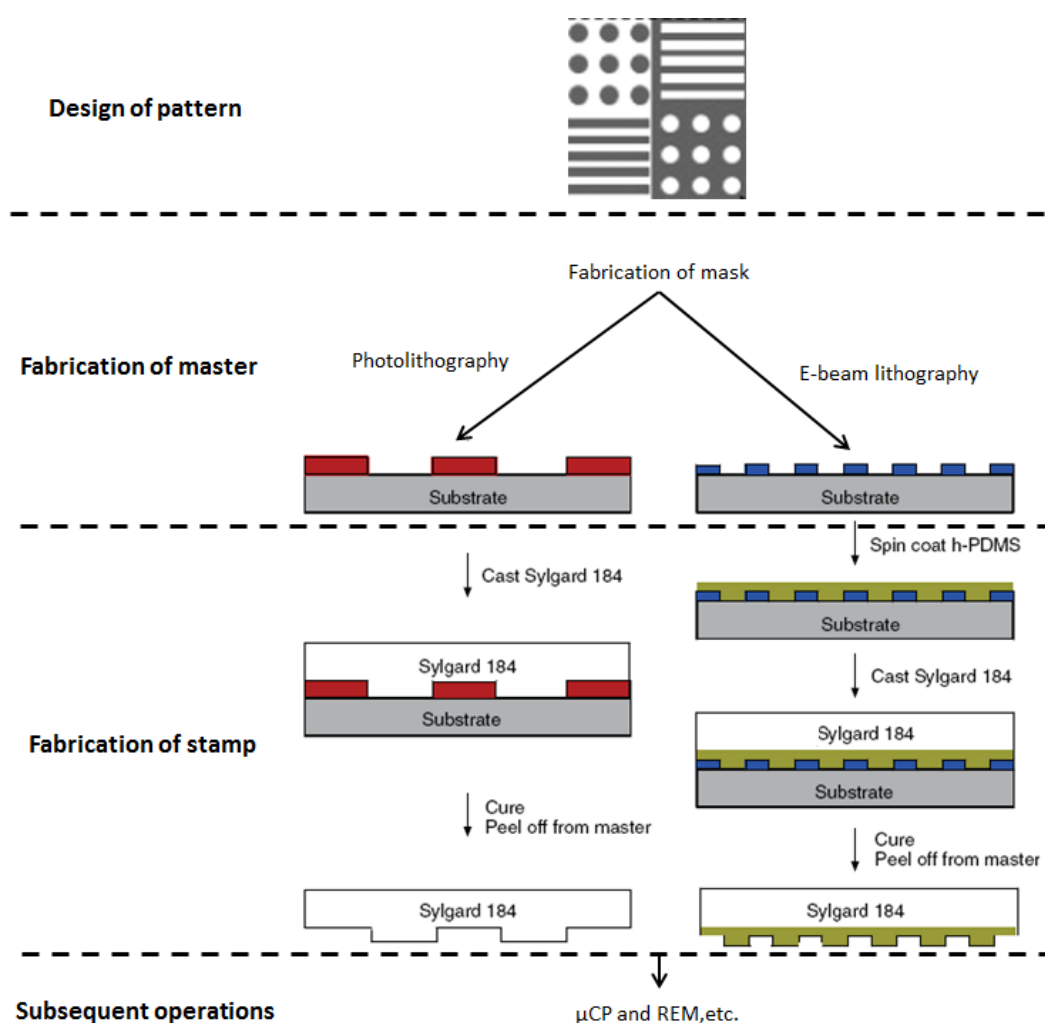 Design of pattern
Fabrication of mask
Fabrication of master
Photolithography
E-beam lithography
Substrate
Substrate
Spin coat h-PDMS
Cast Sylgard 184
Substrate
Sylgard 184
Substrate
Cast Sylgard 184
Sylgard 184
Substrate
Fabrication of stamp
Cure
Peel off from master
Cure
Peel off from master
Sylgard 184
Sylgard 184
Subsequent operations
µCP and REM,etc.